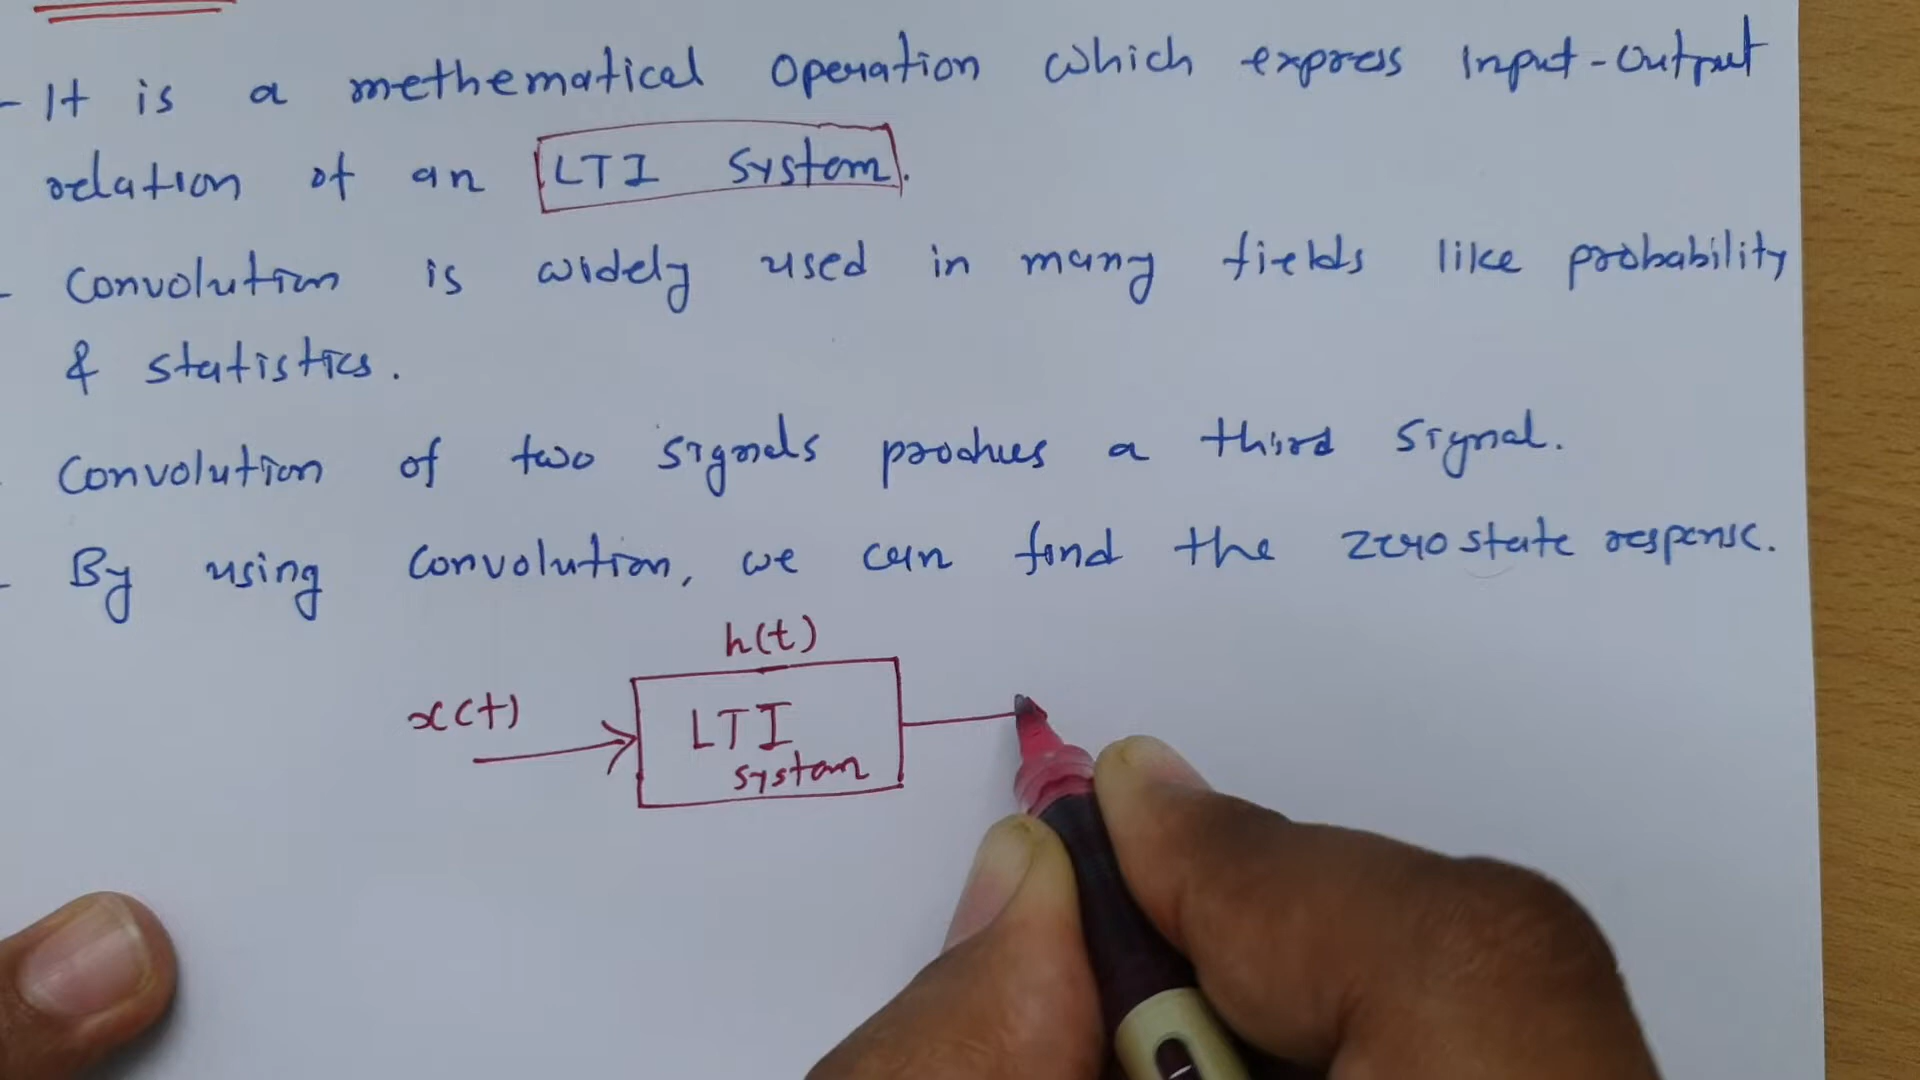 - It is a methematical Operation which express Input-Output
relation of an LTI System.
- Convolution is widely used in many fields like probability
& statistics.
- Convolution of two signals produces a third signal.
- By using Convolution, we can find the zero state response.
h(t)
x(t)
LTI
system